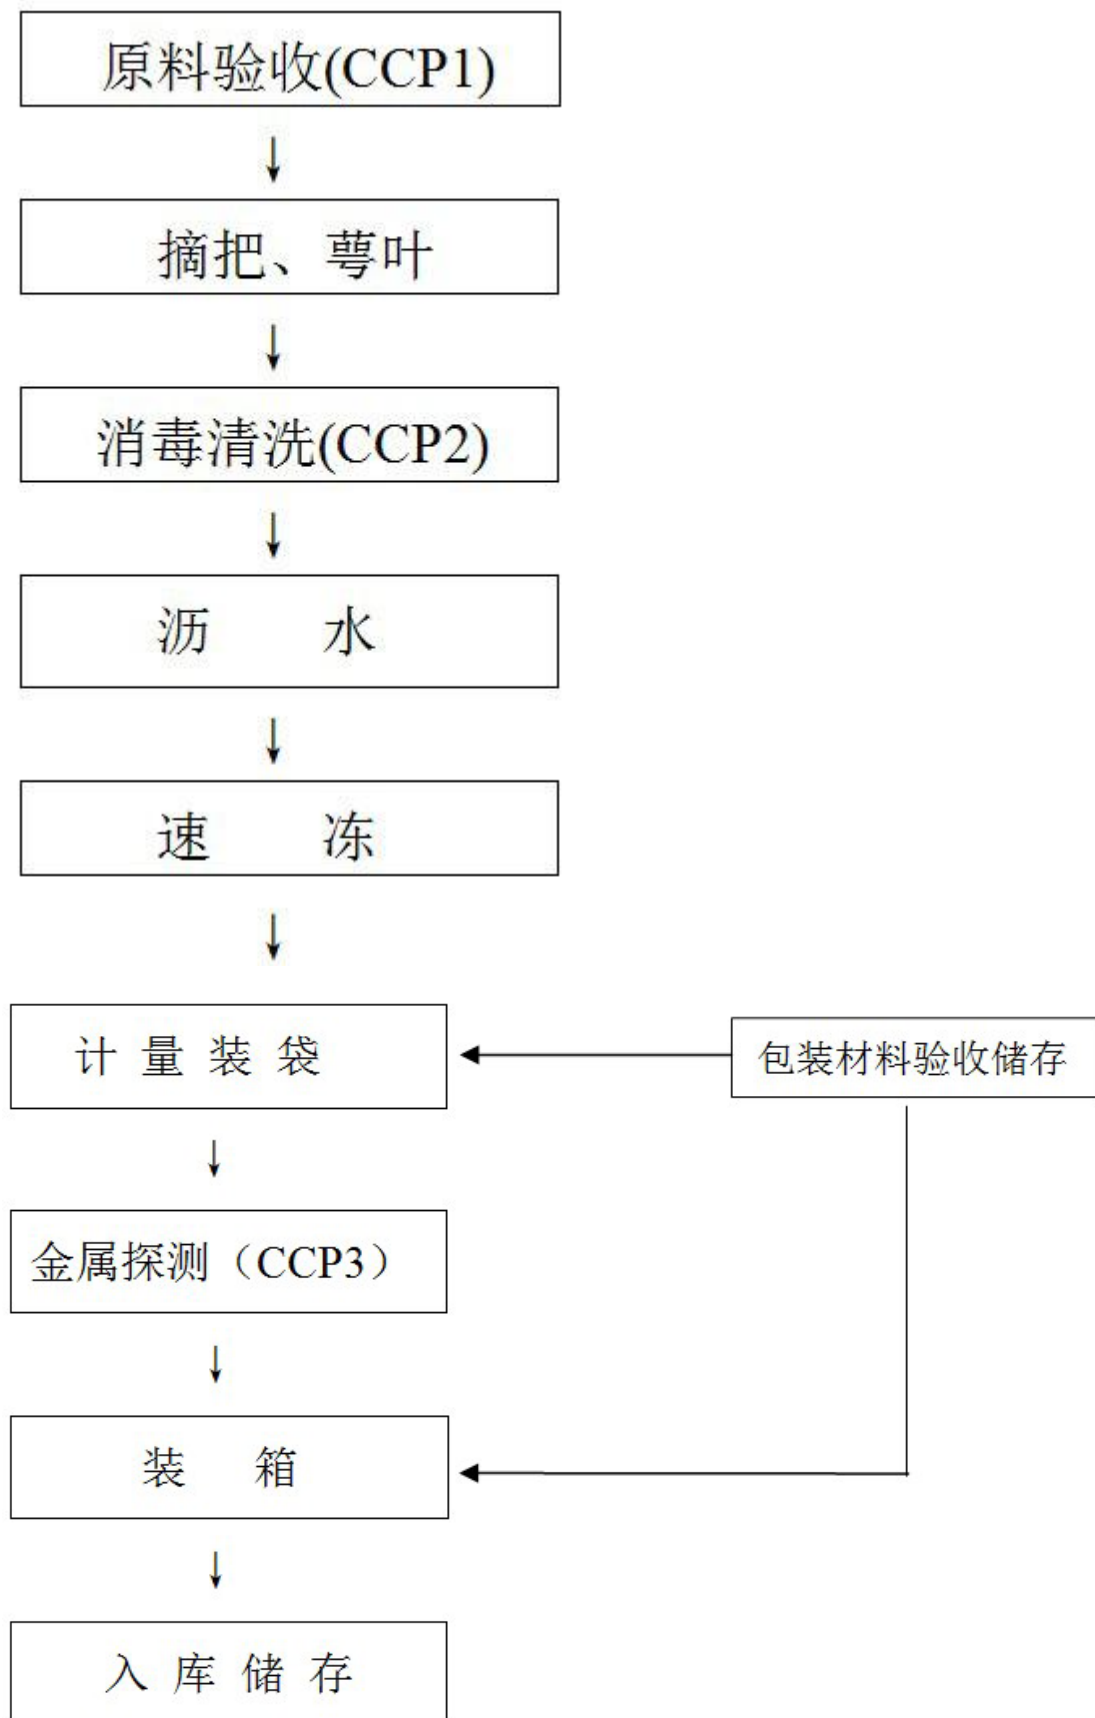 原料验收(CCP1)
摘把、萼叶
消毒清洗(CCP2)
沥 水
速 冻
计 量 装 袋
包装材料验收储存
金属探测（CCP3）
装 箱
入 库 储 存